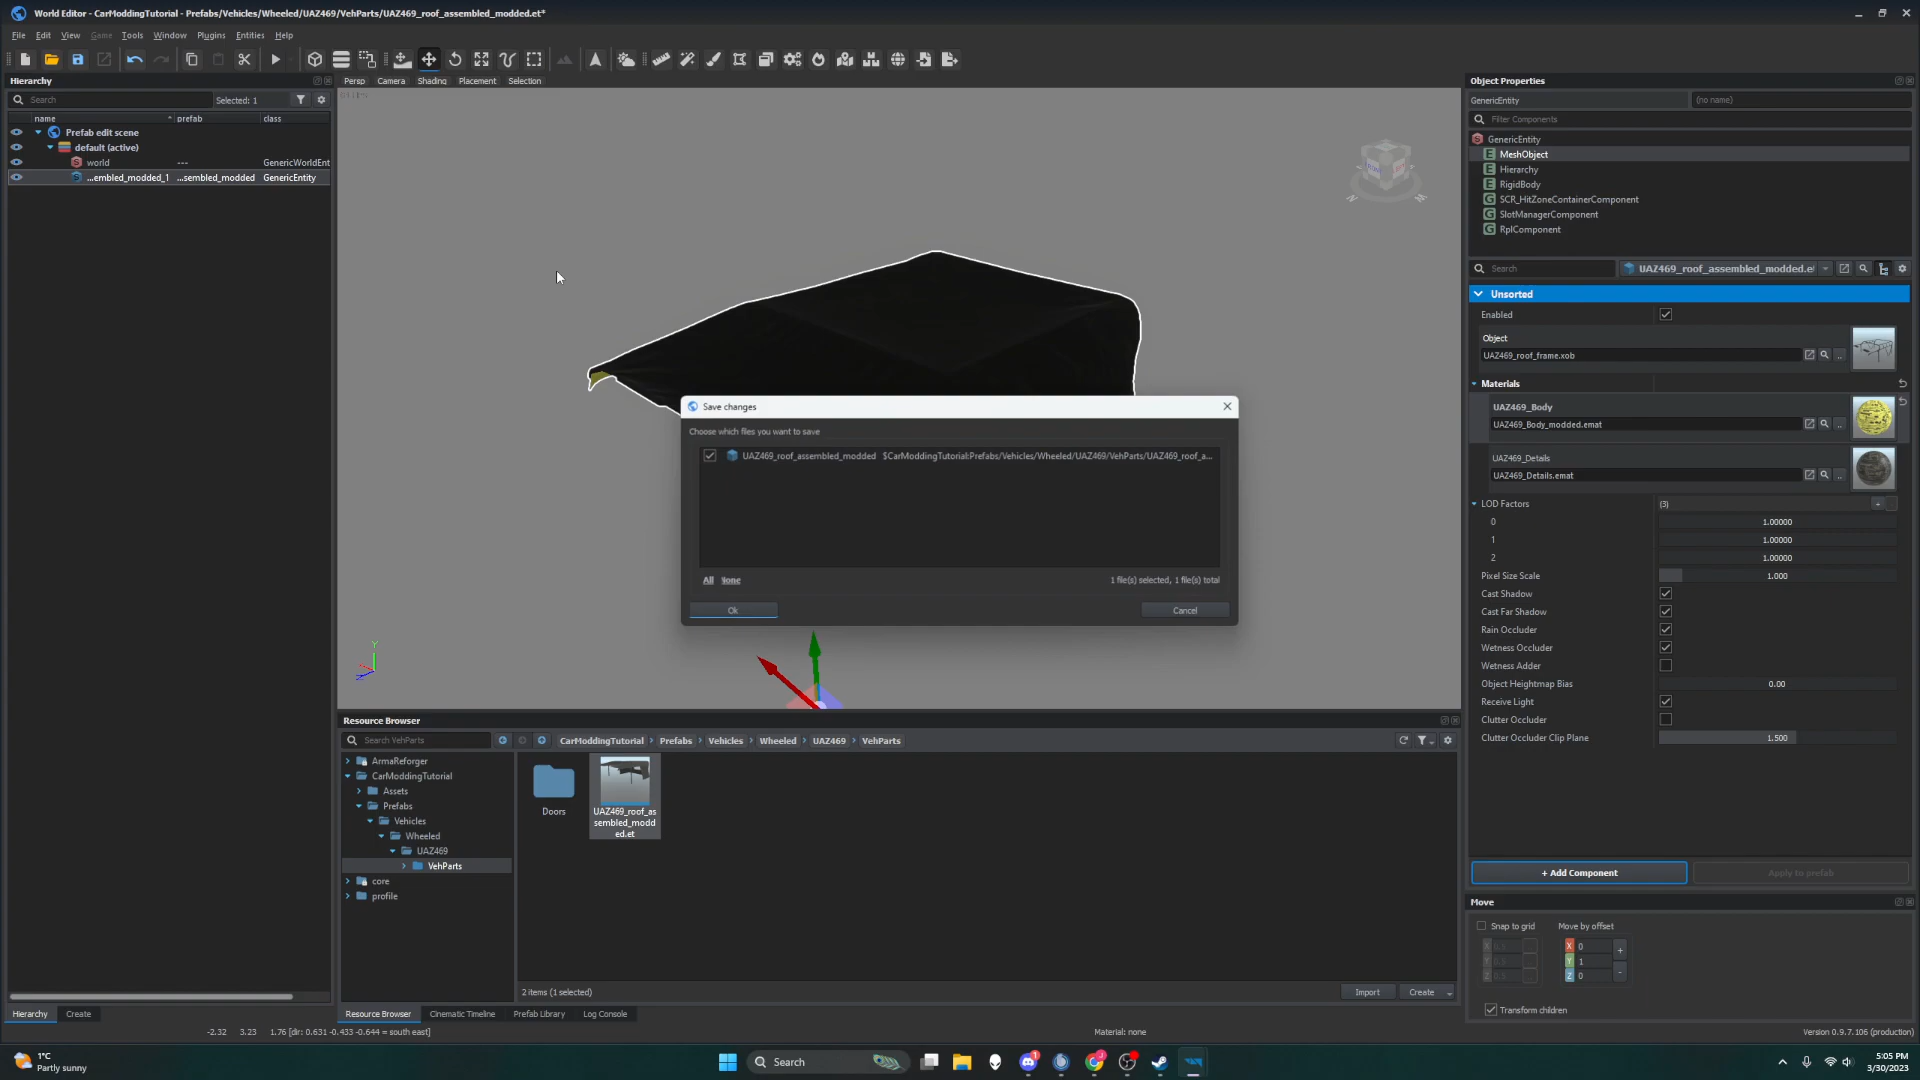 World Editor - CarModdingTutorial - Prefabs/Vehicles/Wheeled/UAZ469/VehParts/UAZ469_roof_assembled_modded.et*
File Edit View Game Tools Window Plugins Entities Help
Hierarchy
Search Selected: 1
name prefab class
Prefab edit scene
default (active)
world --- GenericWorldEnt
...embled_modded_1 ...sembled_modded GenericEntity
Hierarchy Create
Persp Camera Shading Placement Selection
Save changes
Choose which files you want to save
UAZ469_roof_assembled_modded $CarModdingTutorial:Prefabs/Vehicles/Wheeled/UAZ469/VehParts/UAZ469_roof_a...
All None 1 file(s) selected, 1 file(s) total
Ok Cancel
Y
Resource Browser
Search VehParts CarModdingTutorial Prefabs Vehicles Wheeled UAZ469 VehParts
ArmaReforger
CarModdingTutorial
Assets
Prefabs
Vehicles
Wheeled
UAZ469
VehParts
core
profile
Doors
UAZ469_roof_as
sembled_modd
ed.et
2 items (1 selected) Import Create
Resource Browser Cinematic Timeline Prefab Library Log Console
Object Properties
GenericEntity (no name)
Filter Components
GenericEntity
MeshObject
Hierarchy
RigidBody
SCR_HitZoneContainerComponent
SlotManagerComponent
RplComponent
Search UAZ469_roof_assembled_modded.e
Unsorted
Enabled
Object
UAZ469_roof_frame.xob
Materials
UAZ469_Body
UAZ469_Body_modded.emat
UAZ469_Details
UAZ469_Details.emat
LOD Factors (3)
0 1.00000
1 1.00000
2 1.00000
Pixel Size Scale 1.000
Cast Shadow
Cast Far Shadow
Rain Occluder
Wetness Occluder
Wetness Adder
Object Heightmap Bias 0.00
Receive Light
Clutter Occluder
Clutter Occluder Clip Plane 1.500
+ Add Component Apply to prefab
Move
Snap to grid Move by offset
X 0.5 X 0 +
Y 0.5 Y 1
Z 0.5 Z 0 -
Transform children
-2.32 3.23 1.76 [dir: 0.631 -0.433 -0.644 = south east] Material: none Version 0.9.7.106 (production)
1°C
Partly sunny
Search
5:05 PM
3/30/2023